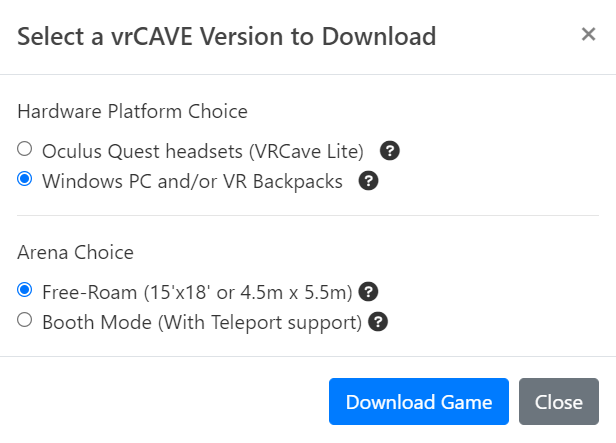 Select a vrCAVE Version to Download ×
Hardware Platform Choice
Oculus Quest headsets (VRCave Lite) ?
Windows PC and/or VR Backpacks ?
Arena Choice
Free-Roam (15'x18' or 4.5m x 5.5m) ?
Booth Mode (With Teleport support) ?
Download Game Close